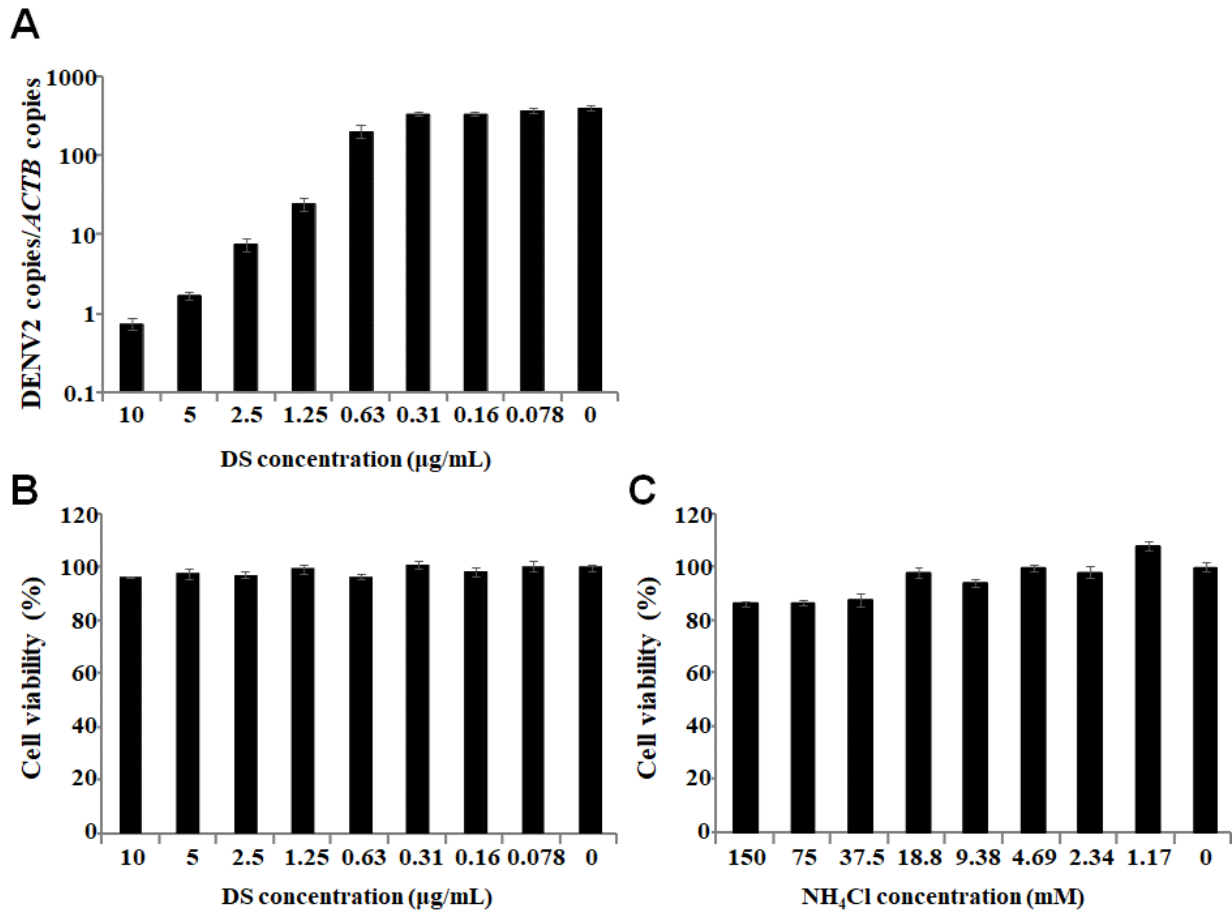 A
DENV2 copies/ACTB copies
1000
100
10
1
0.1
10 5 2.5 1.25 0.63 0.31 0.16 0.078 0
DS concentration (μg/mL)
B
Cell viability (%)
120
100
80
60
40
20
0
10 5 2.5 1.25 0.63 0.31 0.16 0.078 0
DS concentration (μg/mL)
C
Cell viability (%)
120
100
80
60
40
20
0
150 75 37.5 18.8 9.38 4.69 2.34 1.17 0
NH₄Cl concentration (mM)